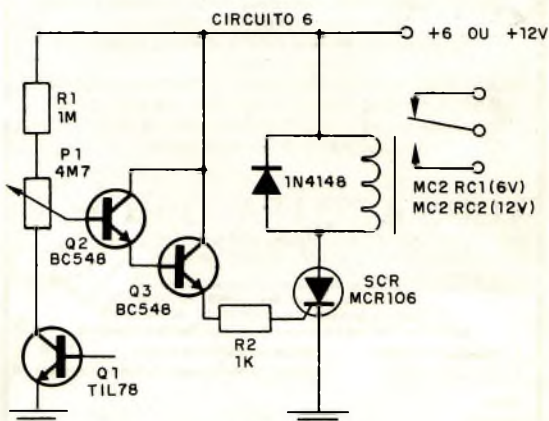 CIRCUITO 6
+6 OU +12V
R1
1M
P1
4M7
1N4148
MC2 RC1(6V)
MC2 RC2(12V)
Q2
BC548
Q3
BC548
SCR
MCR106
R2
1K
Q1
TIL78